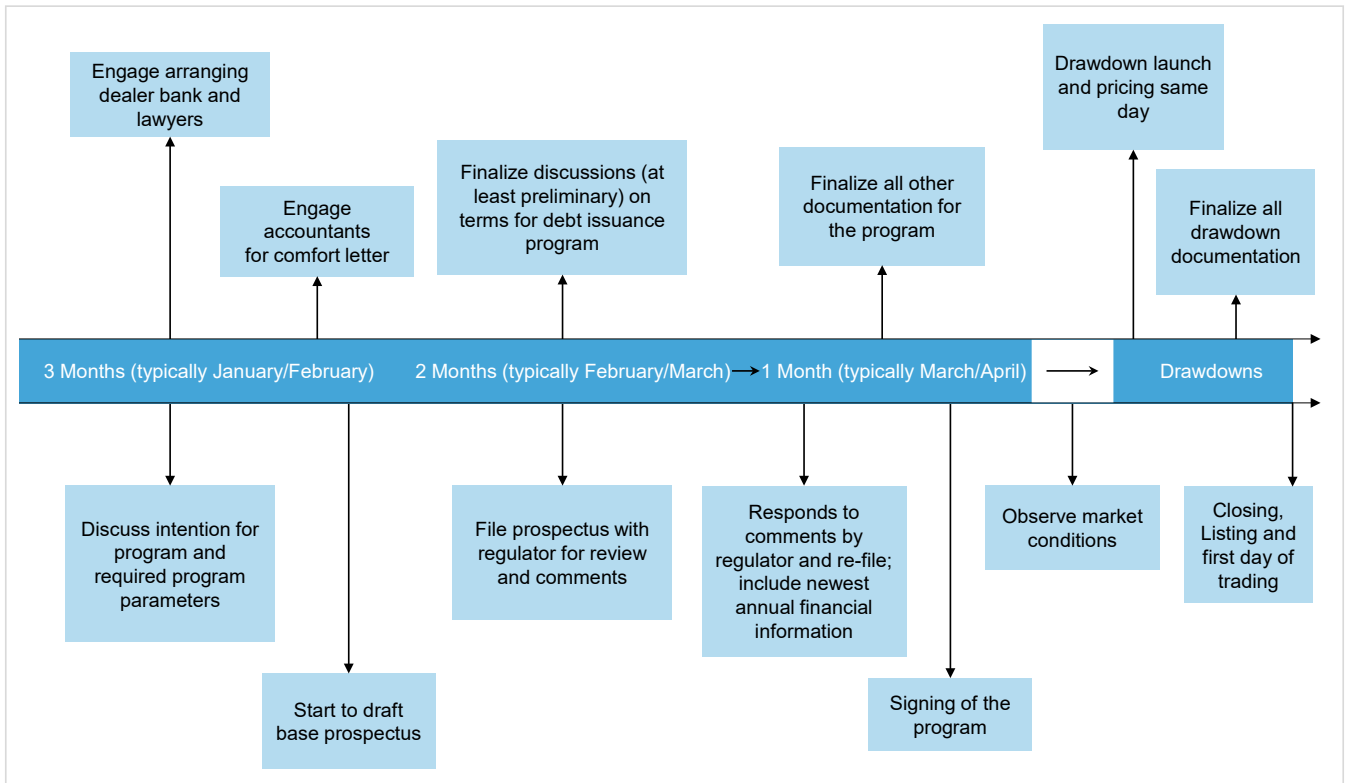 Engage arranging
dealer bank and
lawyers
Engage
accountants
for comfort letter
Finalize discussions (at
least preliminary) on
terms for debt issuance
program
Finalize all other
documentation for
the program
Drawdown launch
and pricing same
day
Finalize all
drawdown
documentation
3 Months (typically January/February)
2 Months (typically February/March)
1 Month (typically March/April)
Drawdowns
Discuss intention for
program and
required program
parameters
Start to draft
base prospectus
File prospectus with
regulator for review
and comments
Responds to
comments by
regulator and re-file;
include newest
annual financial
information
Signing of the
program
Observe market
conditions
Closing,
Listing and
first day of
trading